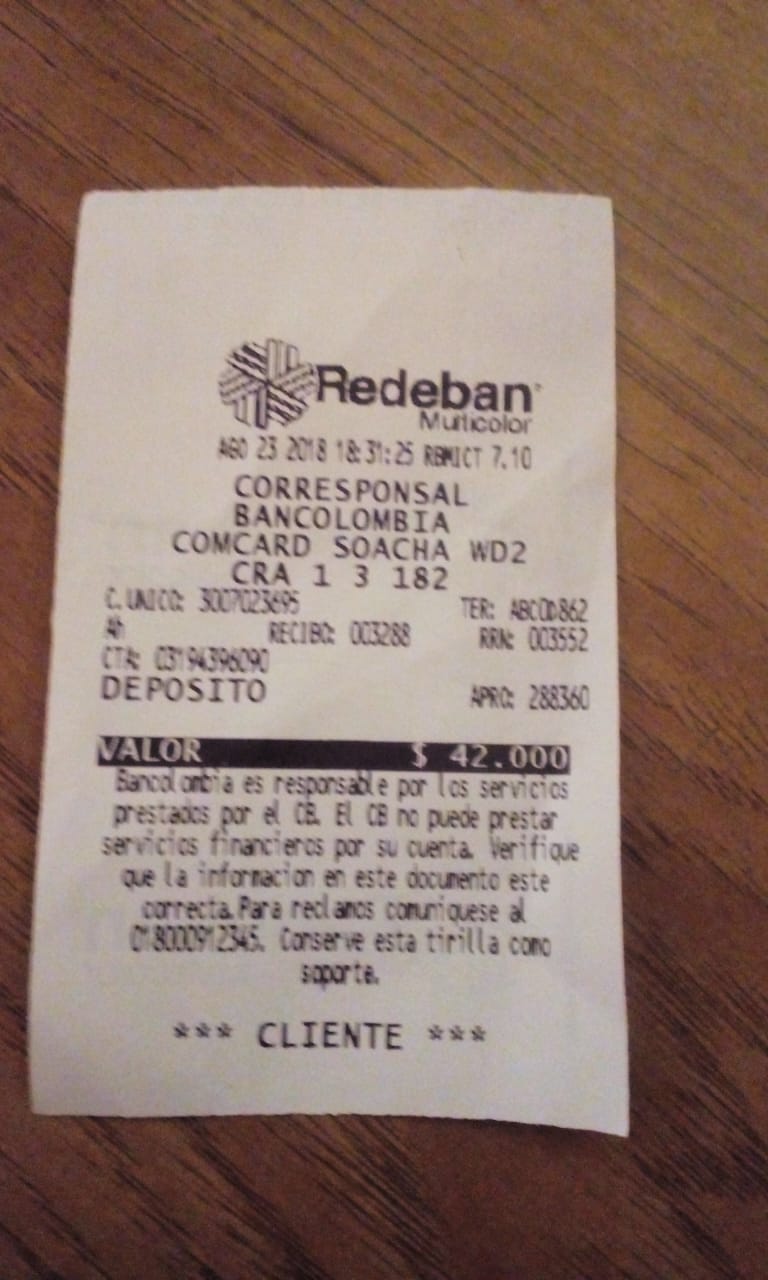 Redeban
Multicolor
AGO 23 2018 18:31:25 RBMICT 7.10
CORRESPONSAL
BANCOLOMBIA
COMCARD SOACHA WD2
CRA 1 3 182
C. UNICO: 3007023695 TER: ABCOD862
Ah RECIBO: 003288 RRN: 003552
CTA: 03194396090
DEPOSITO APRO: 288360
VALOR $ 42.000
Bancolombia es responsable por los servicios
prestados por el CB. El CB no puede prestar
servicios financieros por su cuenta. Verifique
que la informacion en este documento este
correcta.Para reclamos comuniquese al
018000912345. Conserve esta tirilla como
soporte.
*** CLIENTE ***